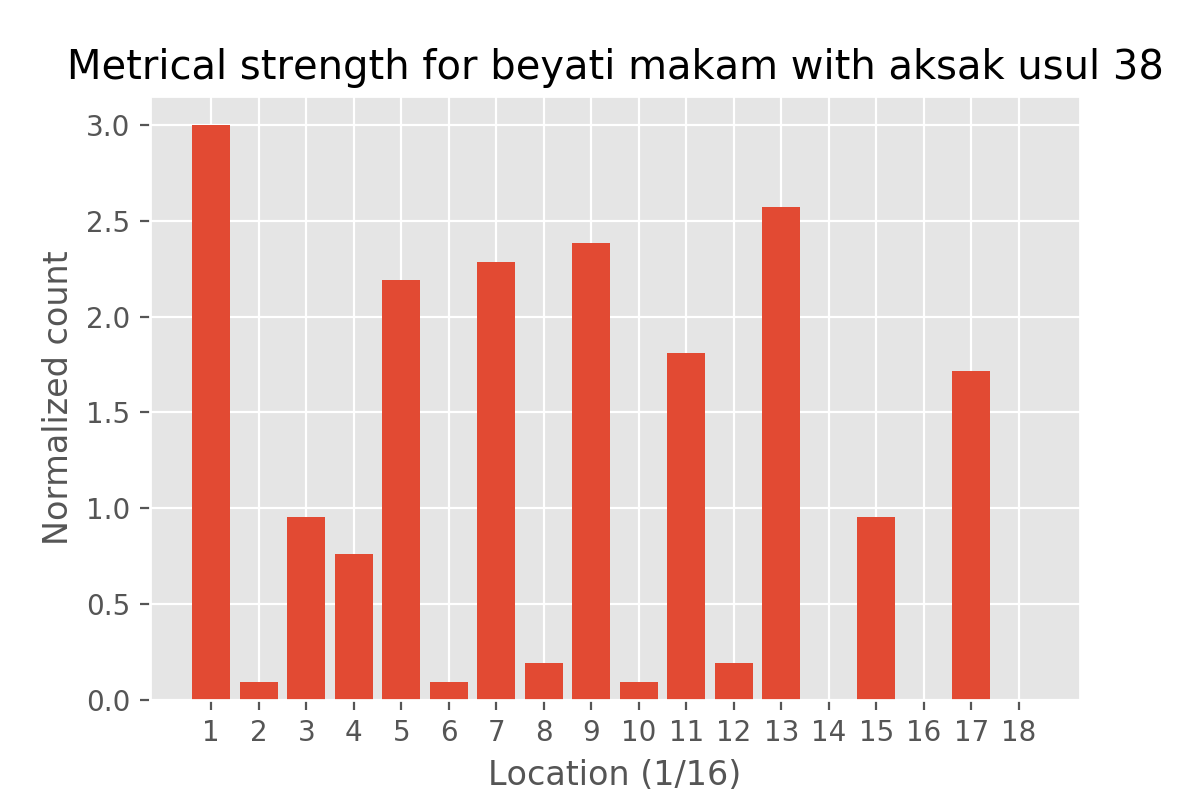 Metrical strength for beyati makam with aksak usul 38
Normalized count
3.0
2.5
2.0
1.5
1.0
0.5
0.0
1 2 3 4 5 6 7 8 9 10 11 12 13 14 15 16 17 18
Location (1/16)